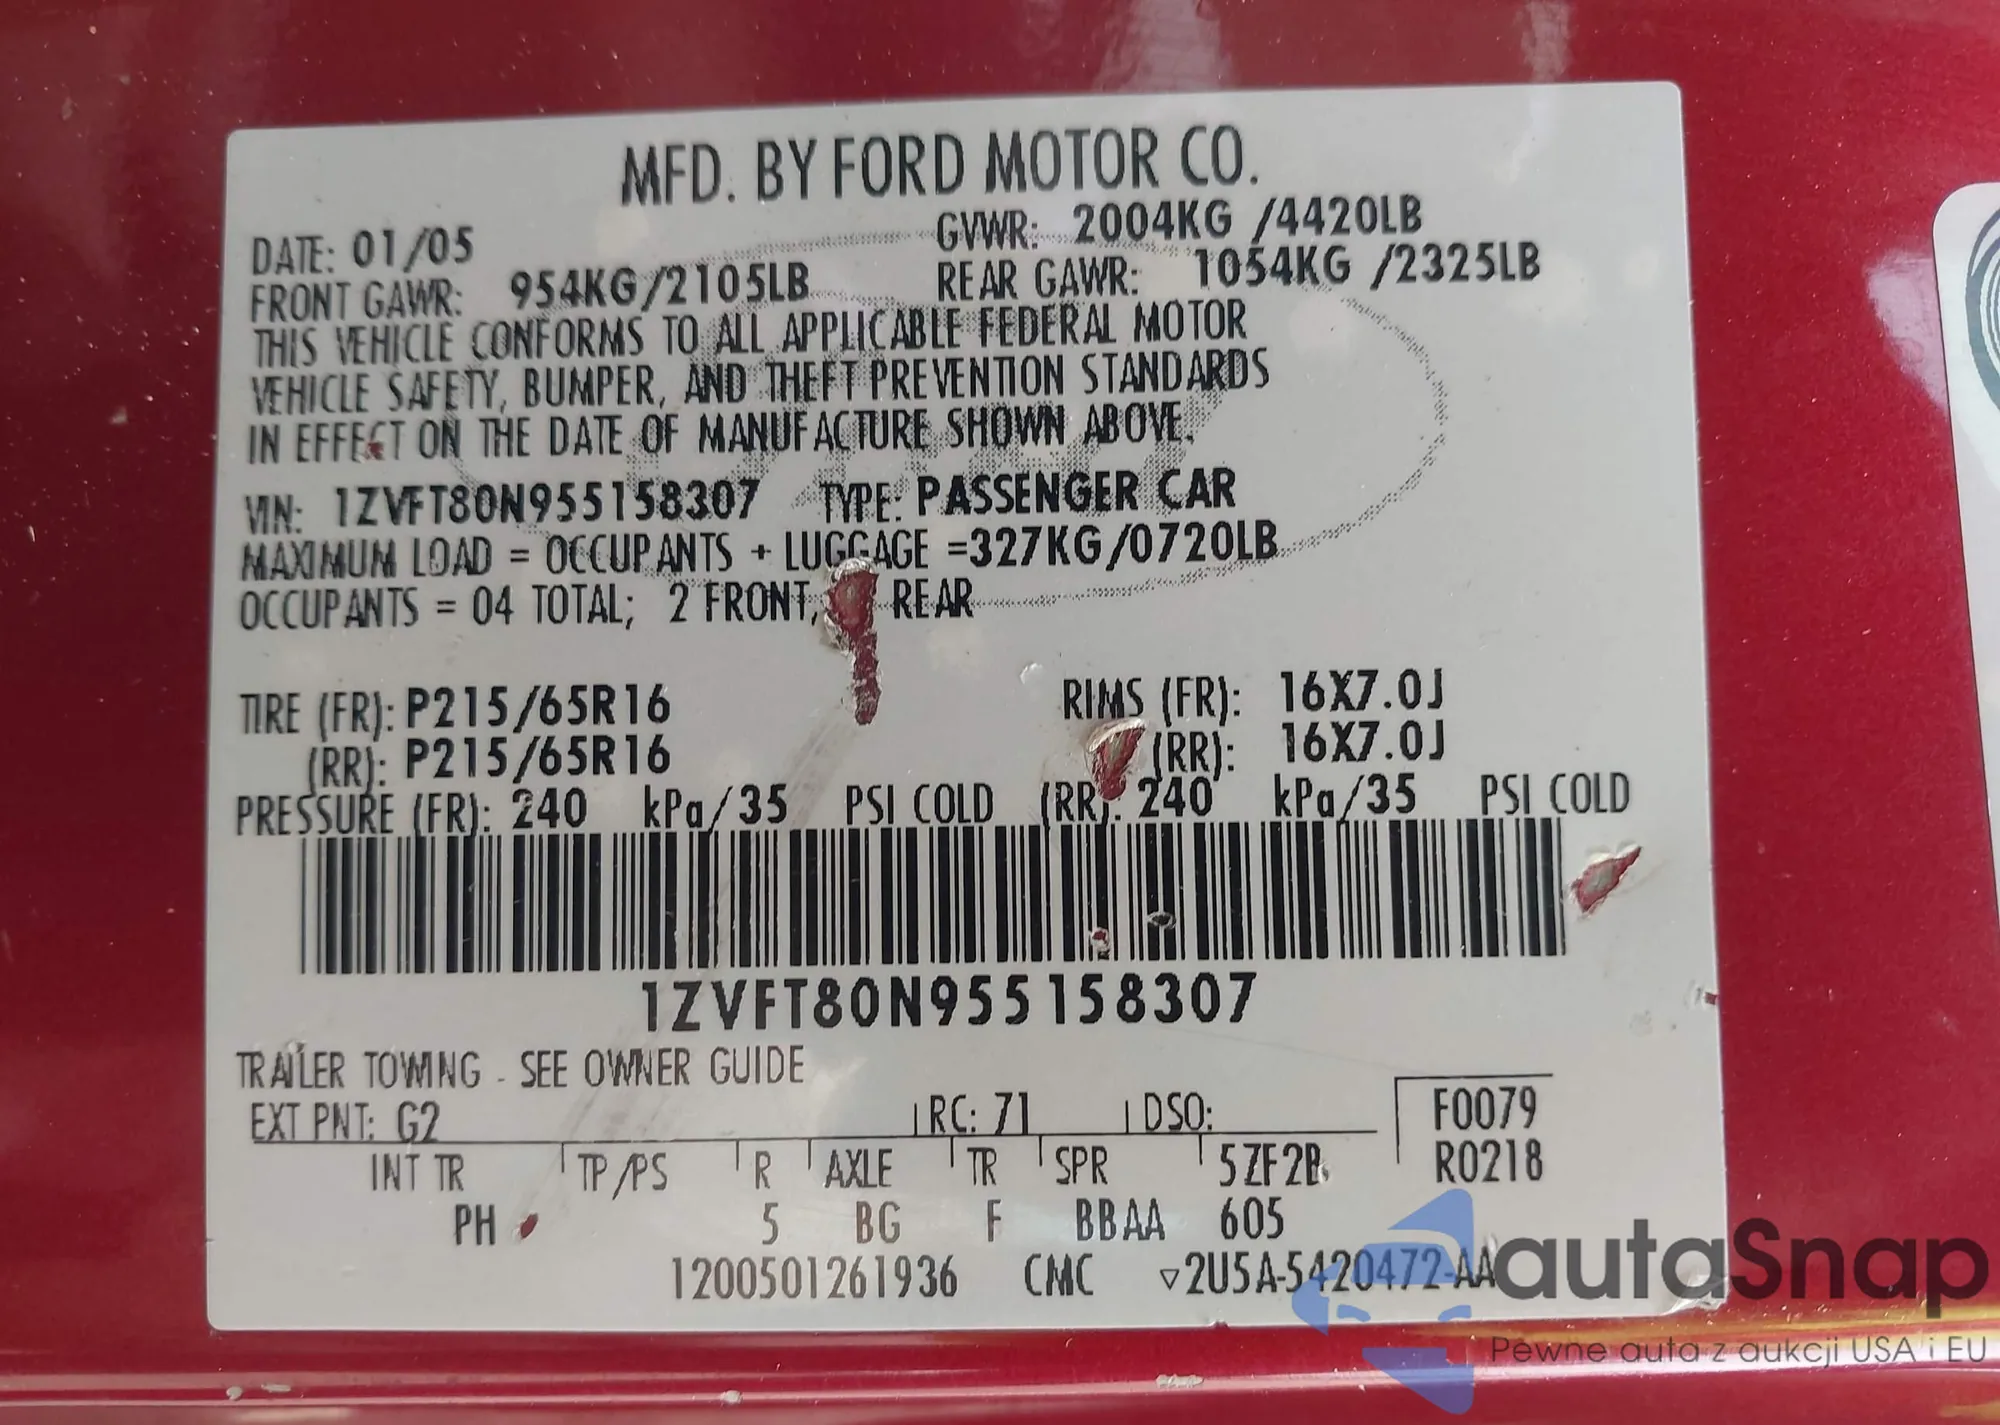 MFD. BY FORD MOTOR CO.
DATE: 01/05 GVWR: 2004KG /4420LB
FRONT GAWR: 954KG/2105LB REAR GAWR: 1054KG /2325LB
THIS VEHICLE CONFORMS TO ALL APPLICABLE FEDERAL MOTOR
VEHICLE SAFETY, BUMPER, AND THEFT PREVENTION STANDARDS
IN EFFECT ON THE DATE OF MANUFACTURE SHOWN ABOVE.
VIN: 1ZVFT80N955158307 TYPE: PASSENGER CAR
MAXIMUM LOAD = OCCUPANTS + LUGGAGE =327KG/0720LB
OCCUPANTS = 04 TOTAL; 2 FRONT, REAR
TIRE (FR): P215/65R16 RIMS (FR): 16X7.0J
(RR): P215/65R16 (RR): 16X7.0J
PRESSURE (FR): 240 kPa/35 PSI COLD (RR): 240 kPa/35 PSI COLD
1ZVFT80N955158307
TRAILER TOWING - SEE OWNER GUIDE
EXT PNT: G2 RC: 71 DSO: F0079
INT TR TP/PS R AXLE TR SPR 5ZF2B R0218
PH 5 BG F BBAA 605
1200501261936 CMC ▽2U5A-5420472-AA
autaSnap
Pewne auta z aukcji USA i EU